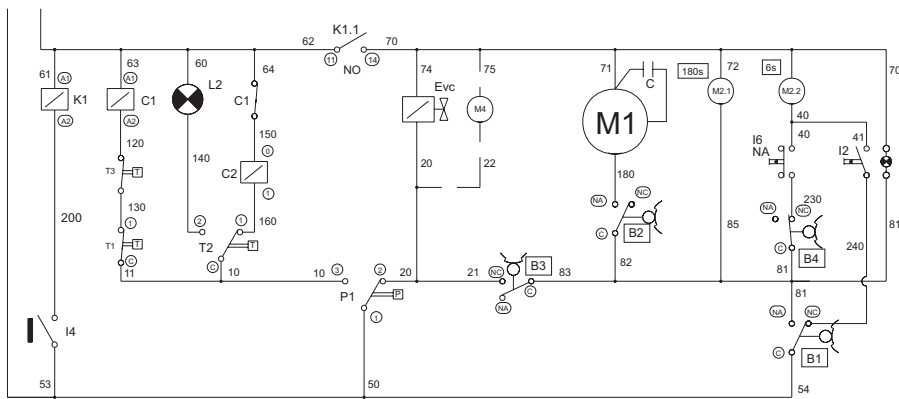 K1.1
62
70
11
14
NO
61
63
60
64
74
75
71
180s
72
6s
70
A1
A1
L2
Evc
C
M2.1
M2.2
K1
C1
C1
M4
M1
40
A2
A2
150
40
41
120
140
0
20
22
I6
NA
I2
T3
T
C2
180
130
1
NA
NC
230
200
1
2
1
160
NA
NC
85
81
T1
T
T2
T
B2
240
C
C
C
C
B4
11
10
10
3
2
20
21
NC
B3
83
82
81
P1
P
C
NA
81
1
NA
NC
I4
C
B1
53
50
54